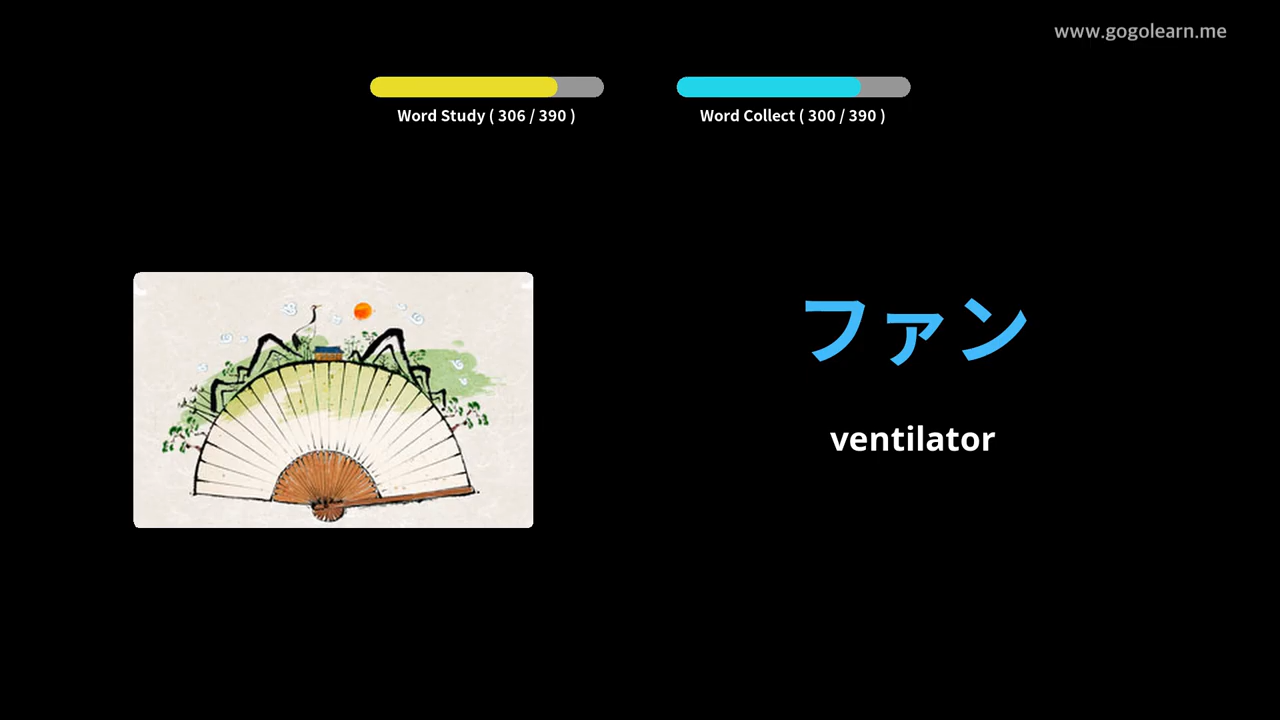 www.gogolearn.me
Word Study ( 306 / 390 )
Word Collect ( 300 / 390 )
ファン
ventilator